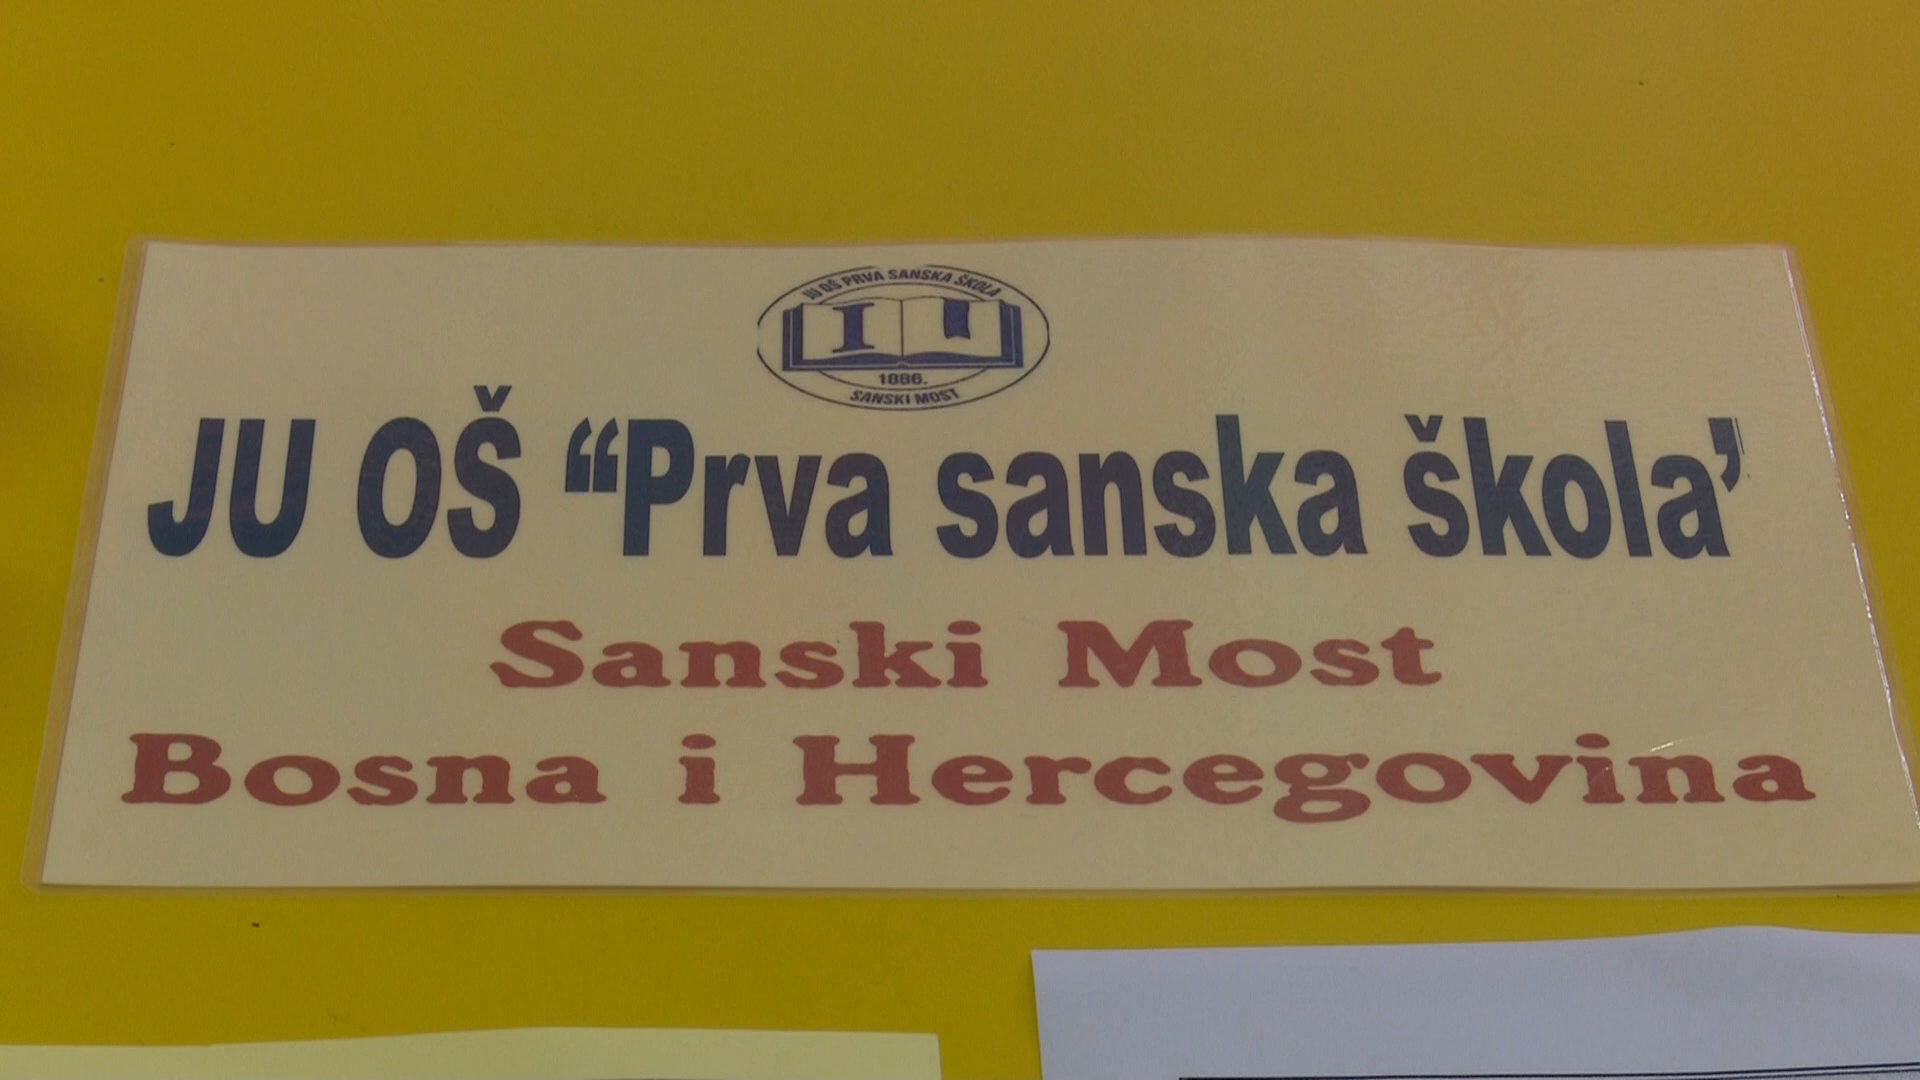 JU OŠ PRVA SANSKA ŠKOLA
I
1886.
SANSKI MOST
JU OŠ “Prva sanska škola’
Sanski Most
Bosna i Hercegovina